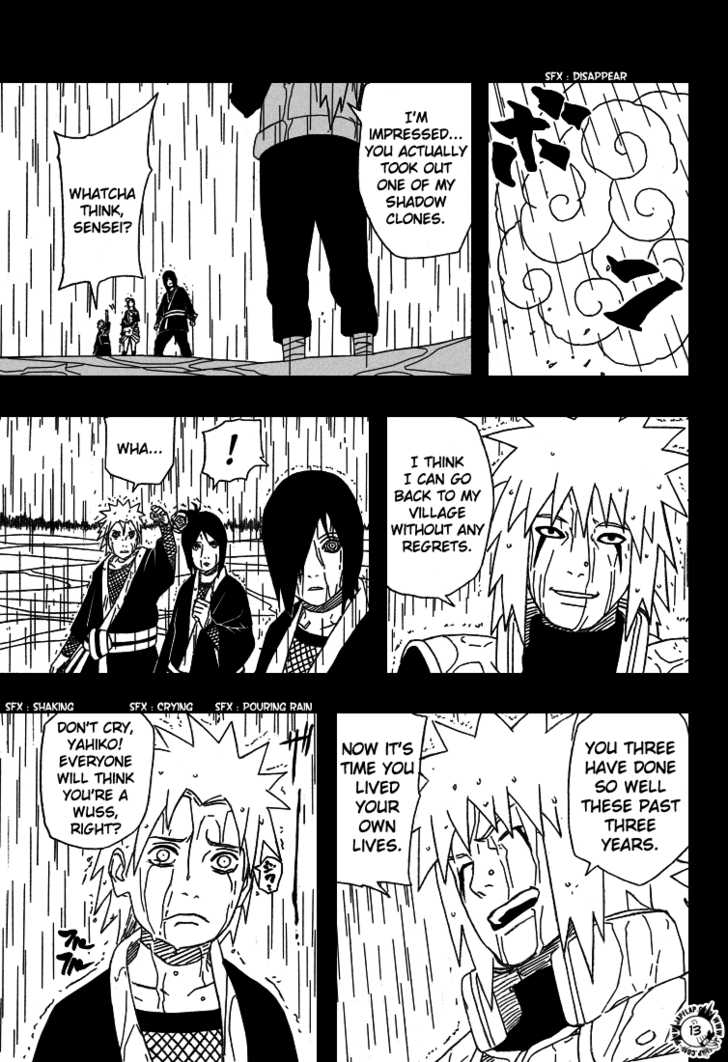 SFX : DISAPPEAR
ボ
ン
I'M
IMPRESSED...
YOU ACTUALLY
TOOK OUT
ONE OF MY
SHADOW
CLONES.
WHATCHA
THINK,
SENSEI?
I THINK
I CAN GO
BACK TO MY
VILLAGE
WITHOUT ANY
REGRETS.
!
WHA...
YOU THREE
HAVE DONE
SO WELL
THESE PAST
THREE
YEARS.
NOW IT'S
TIME YOU
LIVED
YOUR
OWN
LIVES.
SFX : SHAKING
SFX : CRYING
SFX : POURING RAIN
DON'T CRY,
YAHIKO!
EVERYONE
WILL THINK
YOU'RE A
WUSS,
RIGHT?
13